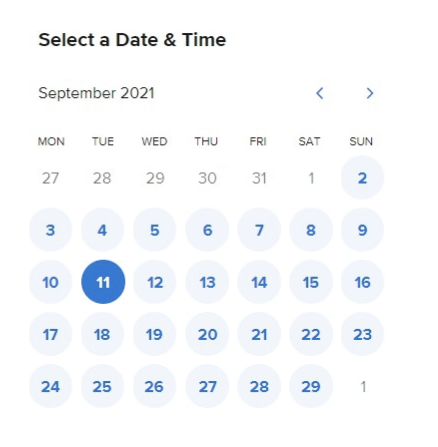 Select a Date & Time
September 2021
MON TUE WED THU FRI SAT SUN
27 28 29 30 31 1 2
3 4 5 6 7 8 9
10 11 12 13 14 15 16
17 18 19 20 21 22 23
24 25 26 27 28 29 1